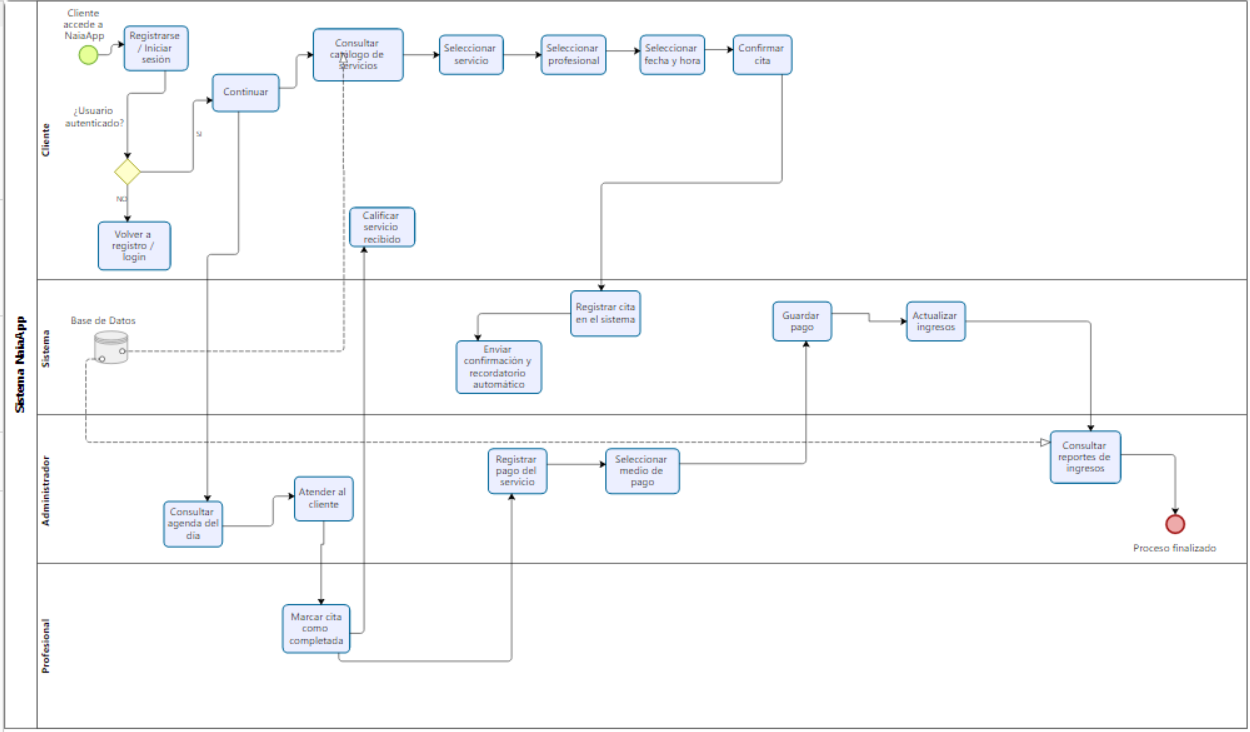 Sistema NaiaApp
Cliente
Cliente
accede a
NaiaApp
Registrarse
/ Iniciar
sesión
¿Usuario
autenticado?
SI
NO
Volver a
registro /
login
Continuar
Consultar
catálogo de
servicios
Seleccionar
servicio
Seleccionar
profesional
Seleccionar
fecha y hora
Confirmar
cita
Calificar
servicio
recibido
Sistema
Base de Datos
Registrar cita
en el sistema
Enviar
confirmación y
recordatorio
automático
Guardar
pago
Actualizar
ingresos
Administrador
Consultar
agenda del
día
Atender al
cliente
Registrar
pago del
servicio
Seleccionar
medio de
pago
Consultar
reportes de
ingresos
Proceso finalizado
Profesional
Marcar cita
como
completada